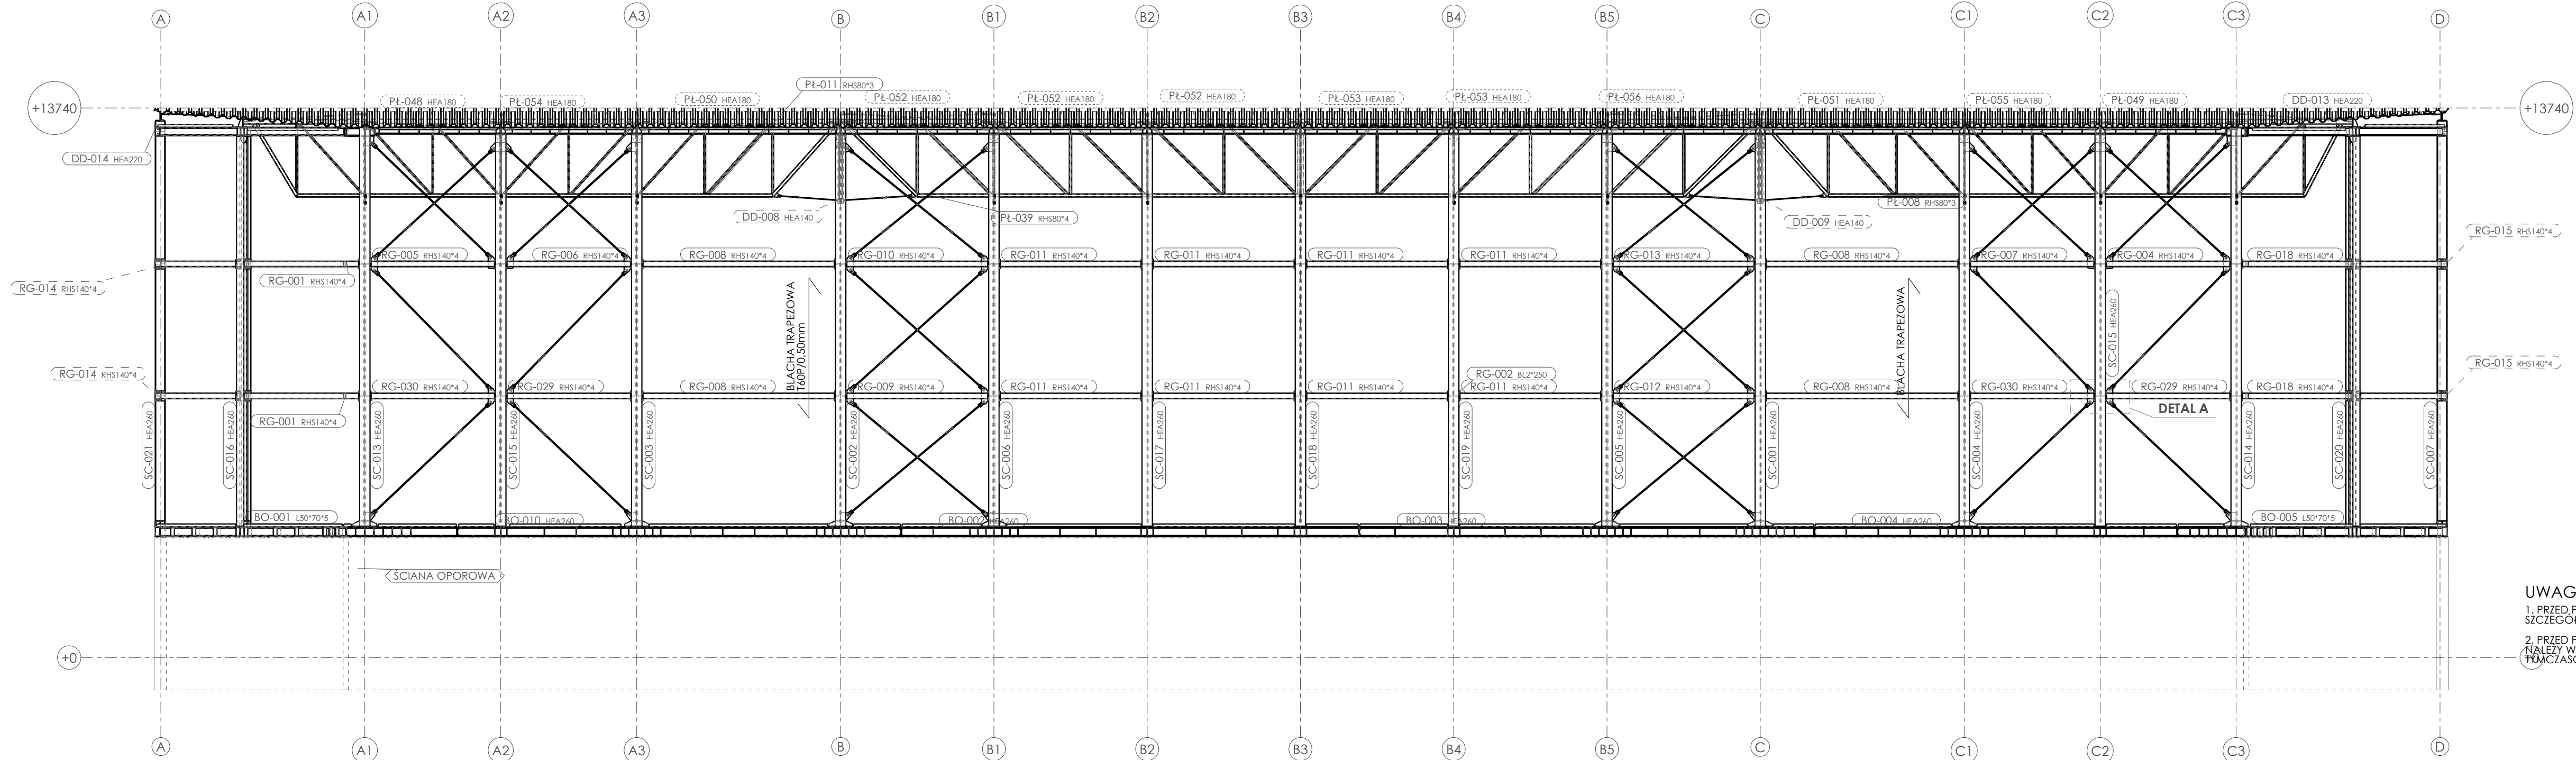 A A1 A2 A3 B B1 B2 B3 B4 B5 C C1 C2 C3 D
PŁ-011 RHS80*3
+13740 PŁ-048 HEA180 PŁ-054 HEA180 PŁ-050 HEA180 PŁ-052 HEA180 PŁ-052 HEA180 PŁ-052 HEA180 PŁ-053 HEA180 PŁ-053 HEA180 PŁ-056 HEA180 PŁ-051 HEA180 PŁ-055 HEA180 PŁ-049 HEA180 DD-013 HEA220 +13740
DD-014 HEA220
DD-008 HEA140 PŁ-039 RHS80*4 DD-009 HEA140 PŁ-008 RHS80*3
RG-015 RHS140*4
RG-005 RHS140*4 RG-006 RHS140*4 RG-008 RHS140*4 RG-010 RHS140*4 RG-011 RHS140*4 RG-011 RHS140*4 RG-011 RHS140*4 RG-011 RHS140*4 RG-013 RHS140*4 RG-008 RHS140*4 RG-007 RHS140*4 RG-004 RHS140*4 RG-018 RHS140*4
RG-014 RHS140*4 RG-001 RHS140*4
BLACHA TRAPEZOWA
T60P/0,50mm
BLACHA TRAPEZOWA
SC-015 HEA260
RG-014 RHS140*4 RG-002 BL2*250 RG-015 RHS140*4
RG-030 RHS140*4 RG-029 RHS140*4 RG-008 RHS140*4 RG-009 RHS140*4 RG-011 RHS140*4 RG-011 RHS140*4 RG-011 RHS140*4 RG-011 RHS140*4 RG-012 RHS140*4 RG-008 RHS140*4 RG-030 RHS140*4 RG-029 RHS140*4 RG-018 RHS140*4
DETAL A
RG-001 RHS140*4
SC-021 HEA260
SC-016 HEA260
SC-013 HEA260
SC-015 HEA260
SC-003 HEA260
SC-002 HEA260
SC-006 HEA260
SC-017 HEA260
SC-018 HEA260
SC-019 HEA260
SC-005 HEA260
SC-001 HEA260
SC-004 HEA260
SC-014 HEA260
SC-020 HEA260
SC-007 HEA260
BO-001 L50*70*5 BO-010 HEA260 BO-002 HEA260 BO-003 HEA260 BO-004 HEA260 BO-005 L50*70*5
ŚCIANA OPOROWA
UWAG
1. PRZED
SZCZEGÓ
2. PRZED
NALEŻY W
TYMCZASO
+0
A A1 A2 A3 B B1 B2 B3 B4 B5 C C1 C2 C3 D